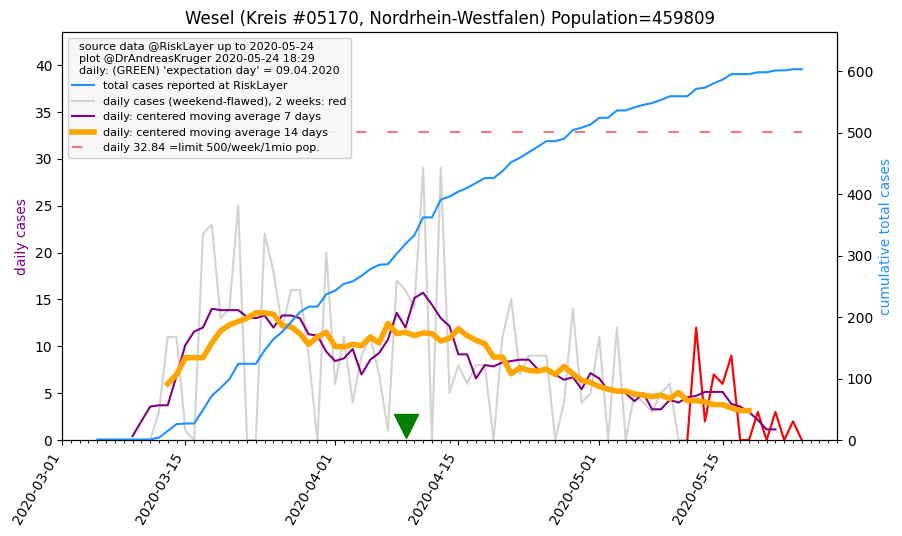 Wesel (Kreis #05170, Nordrhein-Westfalen) Population=459809
source data @RiskLayer up to 2020-05-24
plot @DrAndreasKruger 2020-05-24 18:29
daily: (GREEN) 'expectation day' = 09.04.2020
total cases reported at RiskLayer
daily cases (weekend-flawed), 2 weeks: red
daily: centered moving average 7 days
daily: centered moving average 14 days
daily 32.84 =limit 500/week/1mio pop.
daily cases
40
35
30
25
20
15
10
5
0
cumulative total cases
600
500
400
300
200
100
0
2020-03-01
2020-03-15
2020-04-01
2020-04-15
2020-05-01
2020-05-15